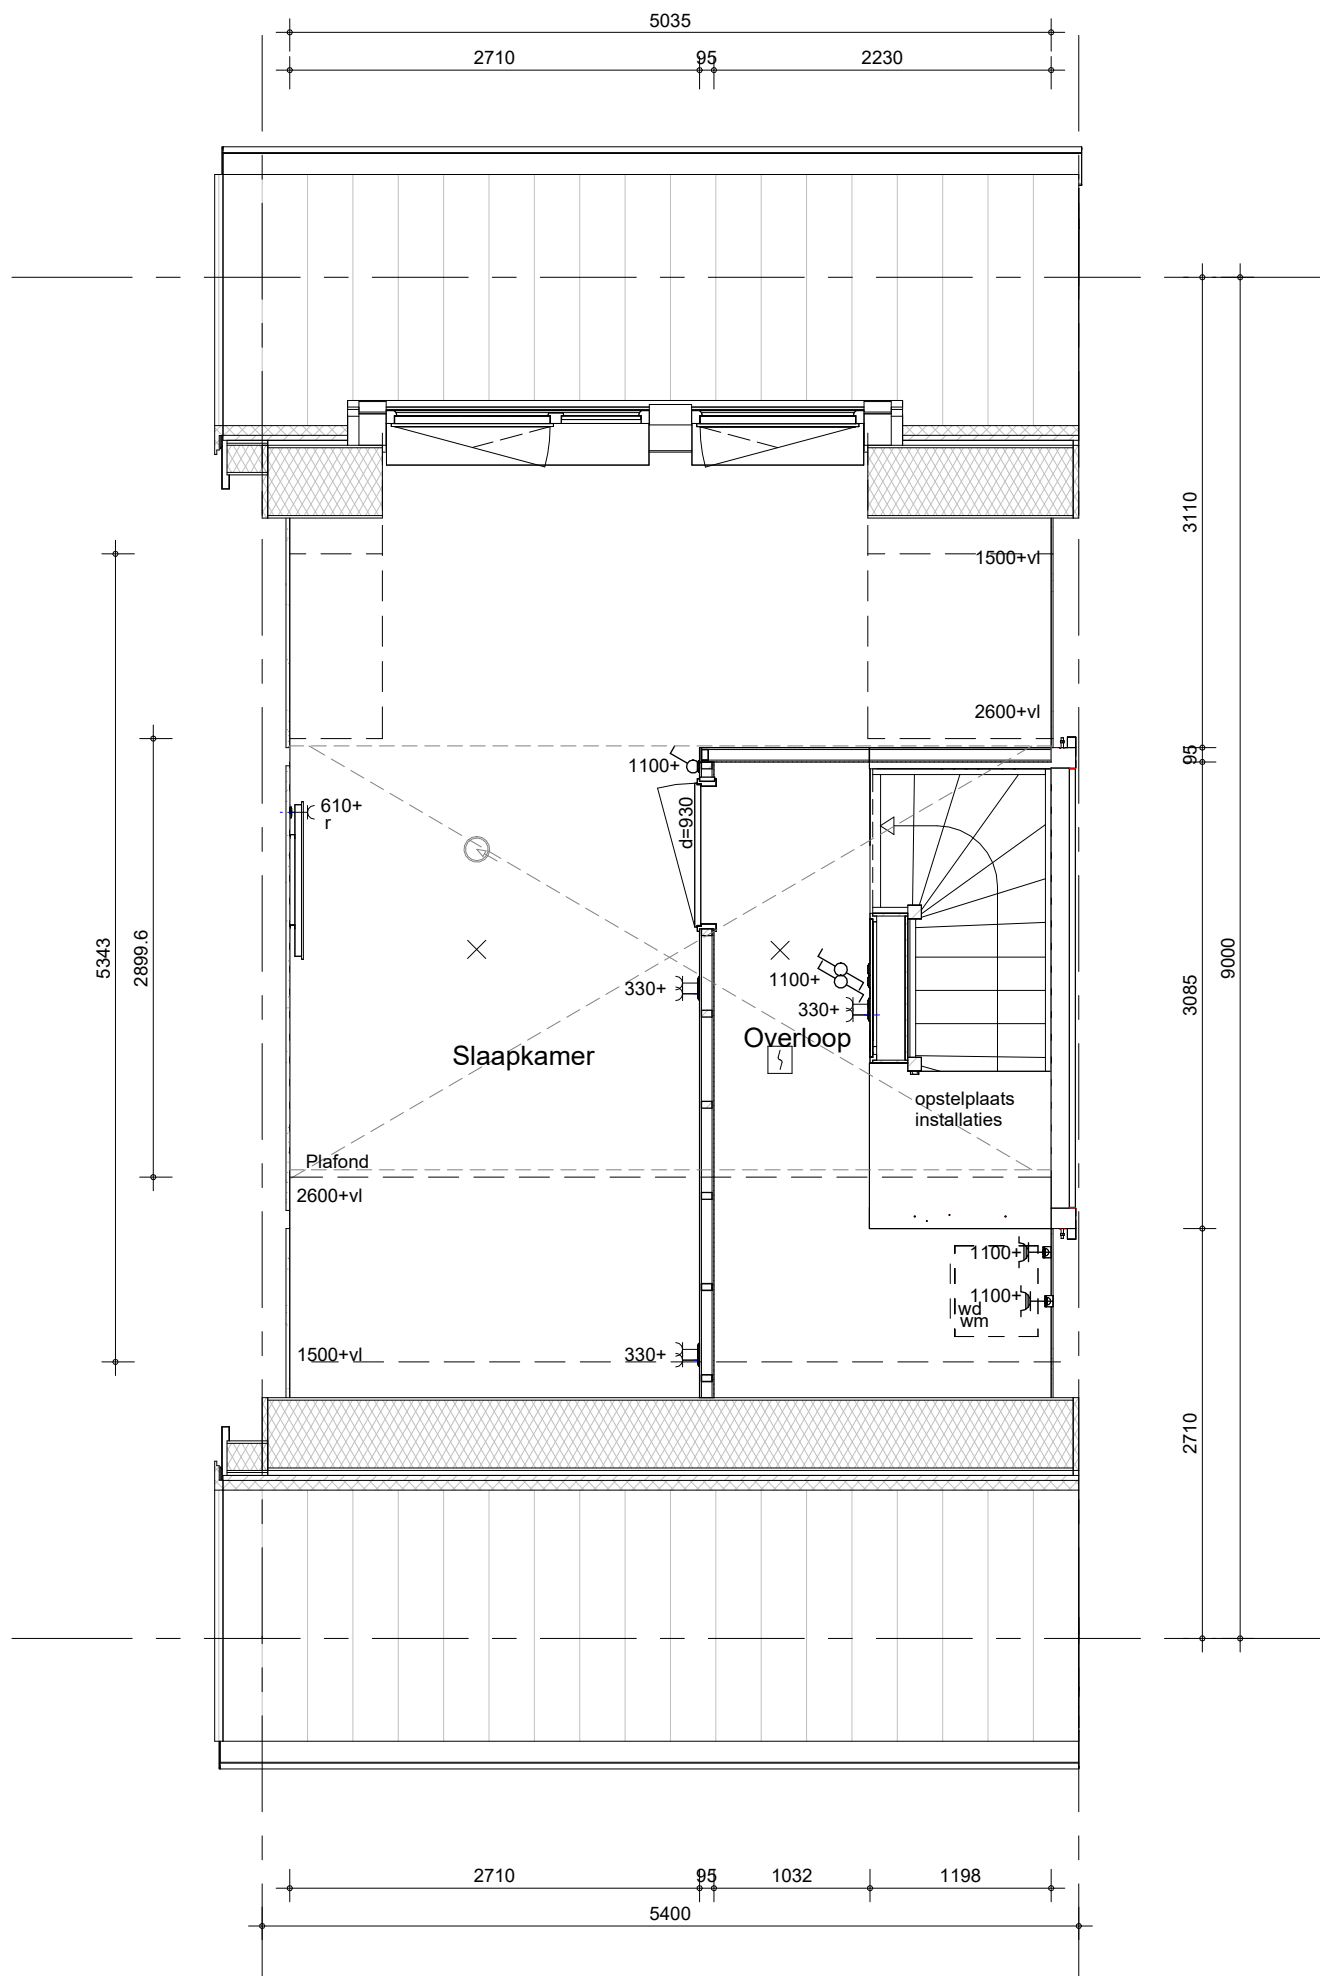 5035
2710 95 2230
1500+vl
3110
2600+vl
95
1100+
610+
r
d=930
5343
2899.6
9000
3085
330+
1100+
330+
Overloop
Slaapkamer
opstelplaats
installaties
Plafond
2600+vl
1100+
1100+
wd
wm
1500+vl
330+
2710
2710 95 1032 1198
5400